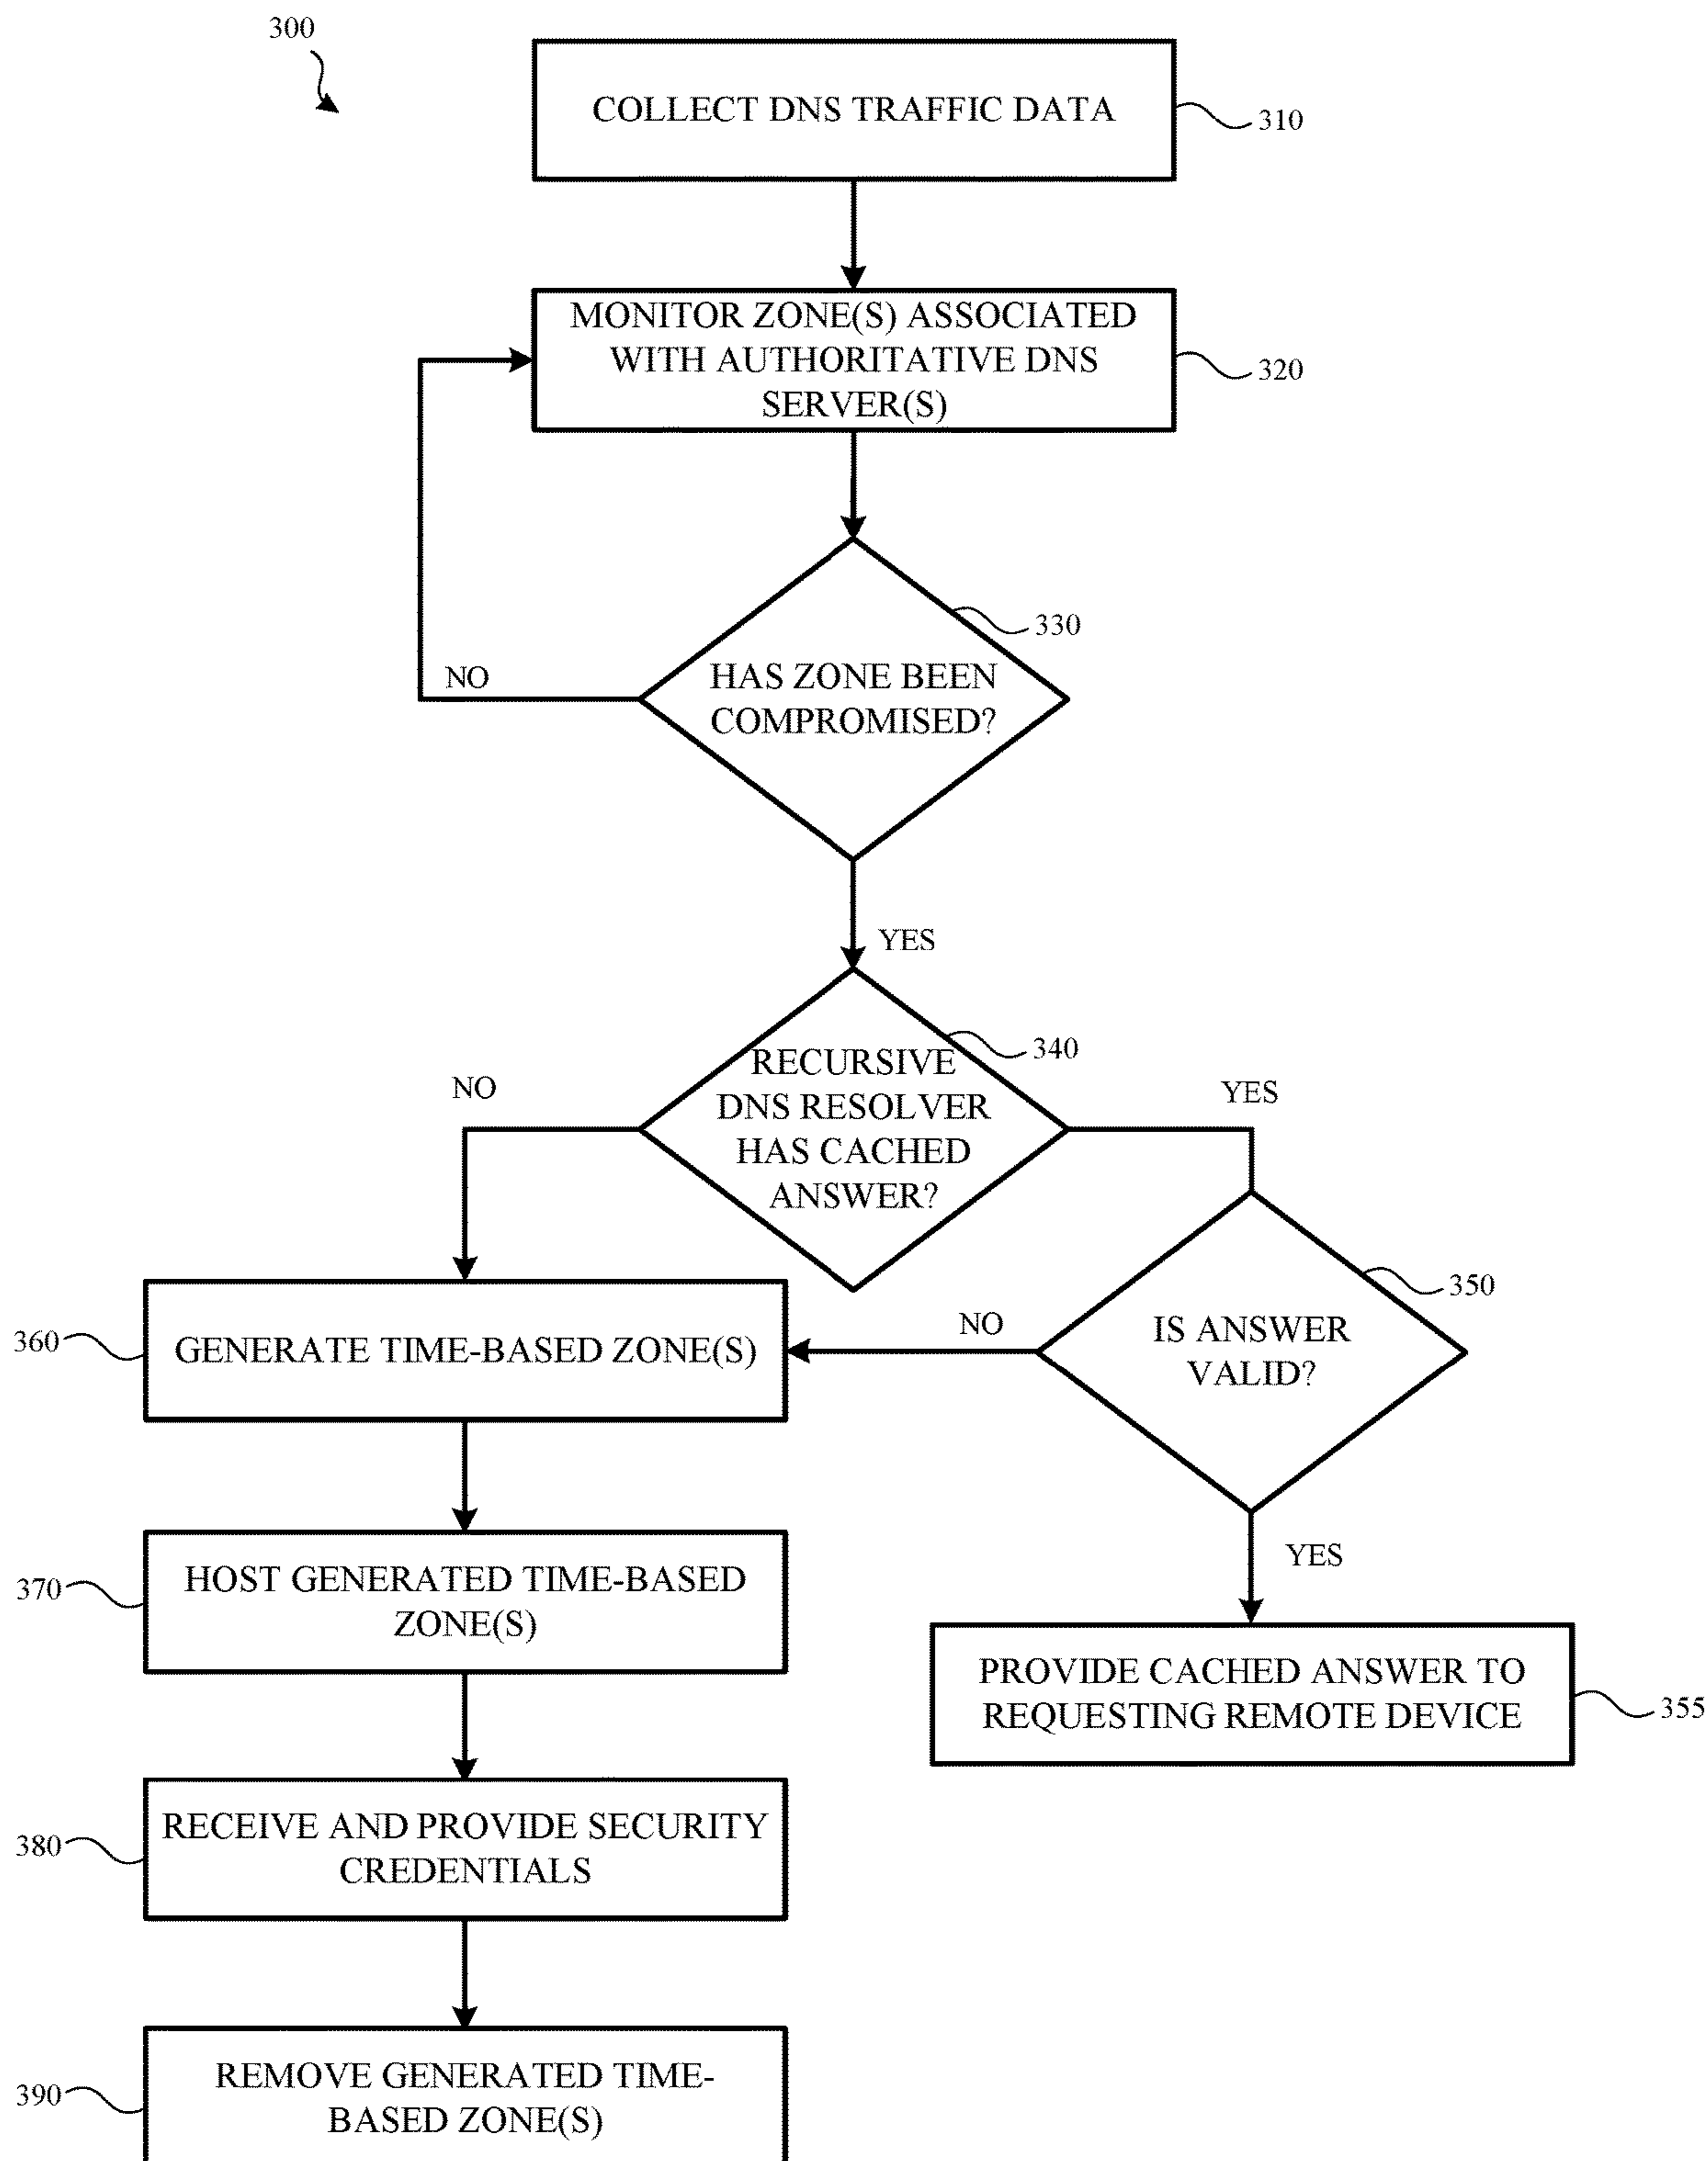 300
COLLECT DNS TRAFFIC DATA
310
MONITOR ZONE(S) ASSOCIATED
WITH AUTHORITATIVE DNS
SERVER(S)
320
330
HAS ZONE BEEN
COMPROMISED?
NO
YES
340
RECURSIVE
DNS RESOLVER
HAS CACHED
ANSWER?
NO
YES
350
IS ANSWER
VALID?
NO
360
GENERATE TIME-BASED ZONE(S)
YES
370
HOST GENERATED TIME-BASED
ZONE(S)
PROVIDE CACHED ANSWER TO
REQUESTING REMOTE DEVICE
355
380
RECEIVE AND PROVIDE SECURITY
CREDENTIALS
390
REMOVE GENERATED TIME-
BASED ZONE(S)